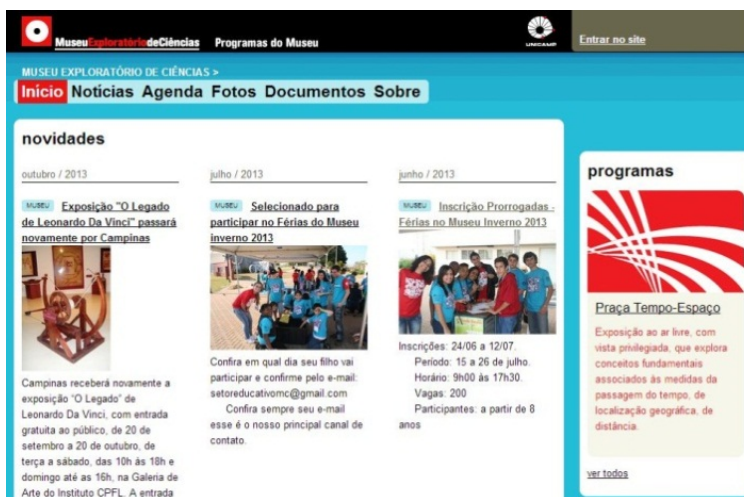 MuseuExploratóriodeCiências
Programas do Museu
UNICAMP
Entrar no site
MUSEU EXPLORATÓRIO DE CIÊNCIAS >
Início Notícias Agenda Fotos Documentos Sobre
novidades
outubro / 2013
MUSEU Exposição "O Legado
de Leonardo Da Vinci" passará
novamente por Campinas
Campinas receberá novamente a
exposição "O Legado" de
Leonardo Da Vinci, com entrada
gratuita ao público, de 20 de
setembro a 20 de outubro, de
terça a sábado, das 10h às 18h e
domingo até as 16h, na Galeria de
Arte do Instituto CPFL. A entrada
julho / 2013
MUSEU Selecionado para
participar no Férias do Museu
inverno 2013
Confira em qual dia seu filho vai
participar e confirme pelo e-mail:
setoreducativomc@gmail.com
Confira sempre seu e-mail
esse é o nosso principal canal de
contato.
junho / 2013
MUSEU Inscrição Prorrogadas -
Férias no Museu Inverno 2013
Inscrições: 24/06 a 12/07.
Período: 15 a 26 de julho.
Horário: 9h00 às 17h30.
Vagas: 200
Participantes: a partir de 8
anos
programas
Praça Tempo-Espaço
Exposição ao ar livre, com
vista privilegiada, que explora
conceitos fundamentais
associados às medidas da
passagem do tempo, de
localização geográfica, de
distância.
ver todos